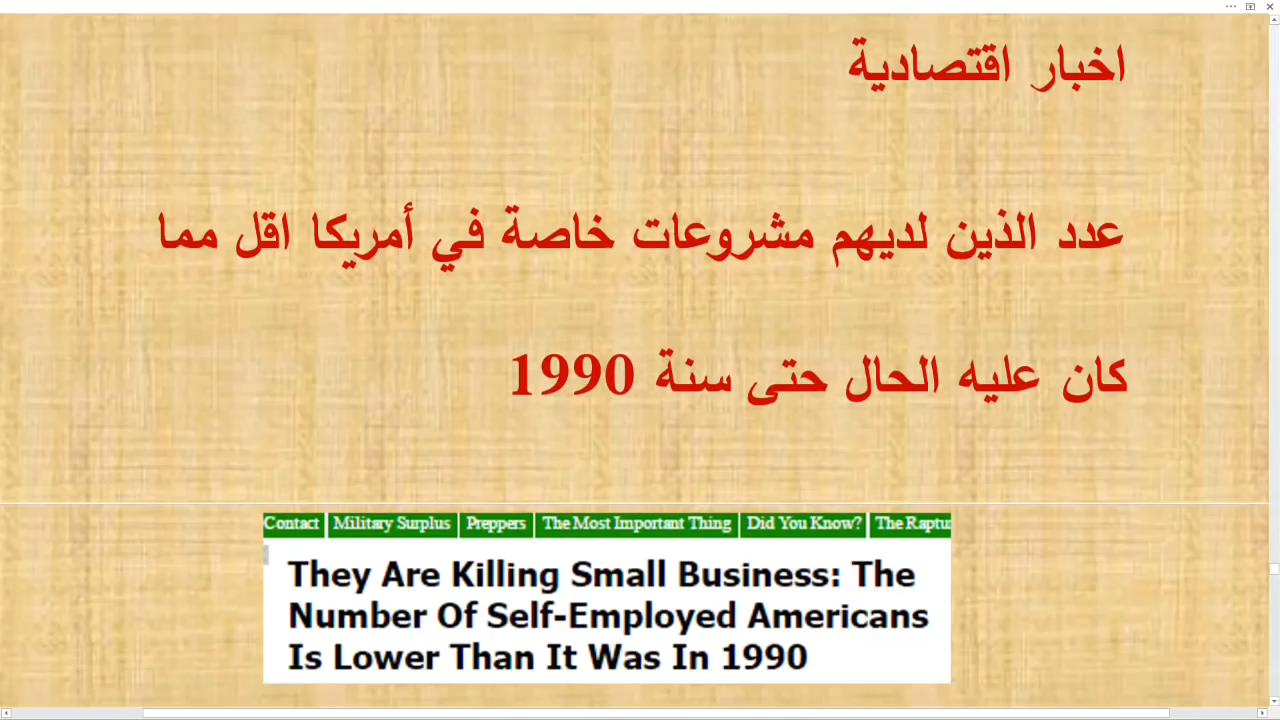 اخبار اقتصادية
عدد الذين لديهم مشروعات خاصة في أمريكا اقل مما
كان عليه الحال حتى سنة 1990
Contact Military Surplus Preppers The Most Important Thing Did You Know? The Raptur
They Are Killing Small Business: The
Number Of Self-Employed Americans
Is Lower Than It Was In 1990